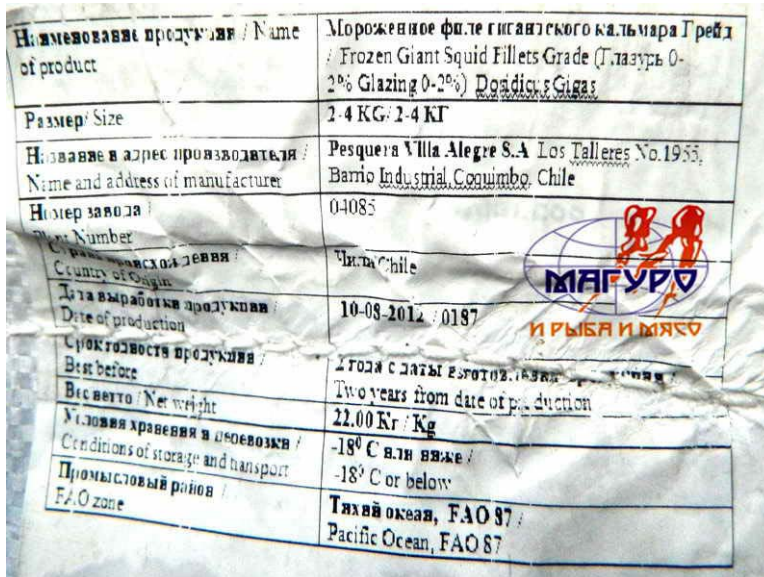 Наименование продукции / Name of product
Мороженное филе гигантского кальмара Грейд
/ Frozen Giant Squid Fillets Grade (Глазурь 0-
2% Glazing 0-2%) Dosidicus Gigas
Размер/ Size
2-4 KG/ 2-4 КГ
Название и адрес производителя /
Name and address of manufacturer
Pesquera Villa Alegre S.A Los Talleres No.1955,
Barrio Industrial, Coquimbo, Chile
Номер завода /
Plant Number
04085
Страна происхождения /
Country of Origin
Чили/Chile
МАГУРО
И РЫБА И МЯСО
Дата выработки продукции /
Date of production
10-08-2012 /0187
Срок годности продукции /
Best before
2 года с даты изготовления
Two years from date of production
Вес нетто / Net weight
22.00 Кг / Kg
Условия хранения и перевозки /
Conditions of storage and transport
-18⁰ С или ниже /
-18⁰ C or below
Промысловый район /
FAO zone
Тихий океан, FAO 87 /
Pacific Ocean, FAO 87